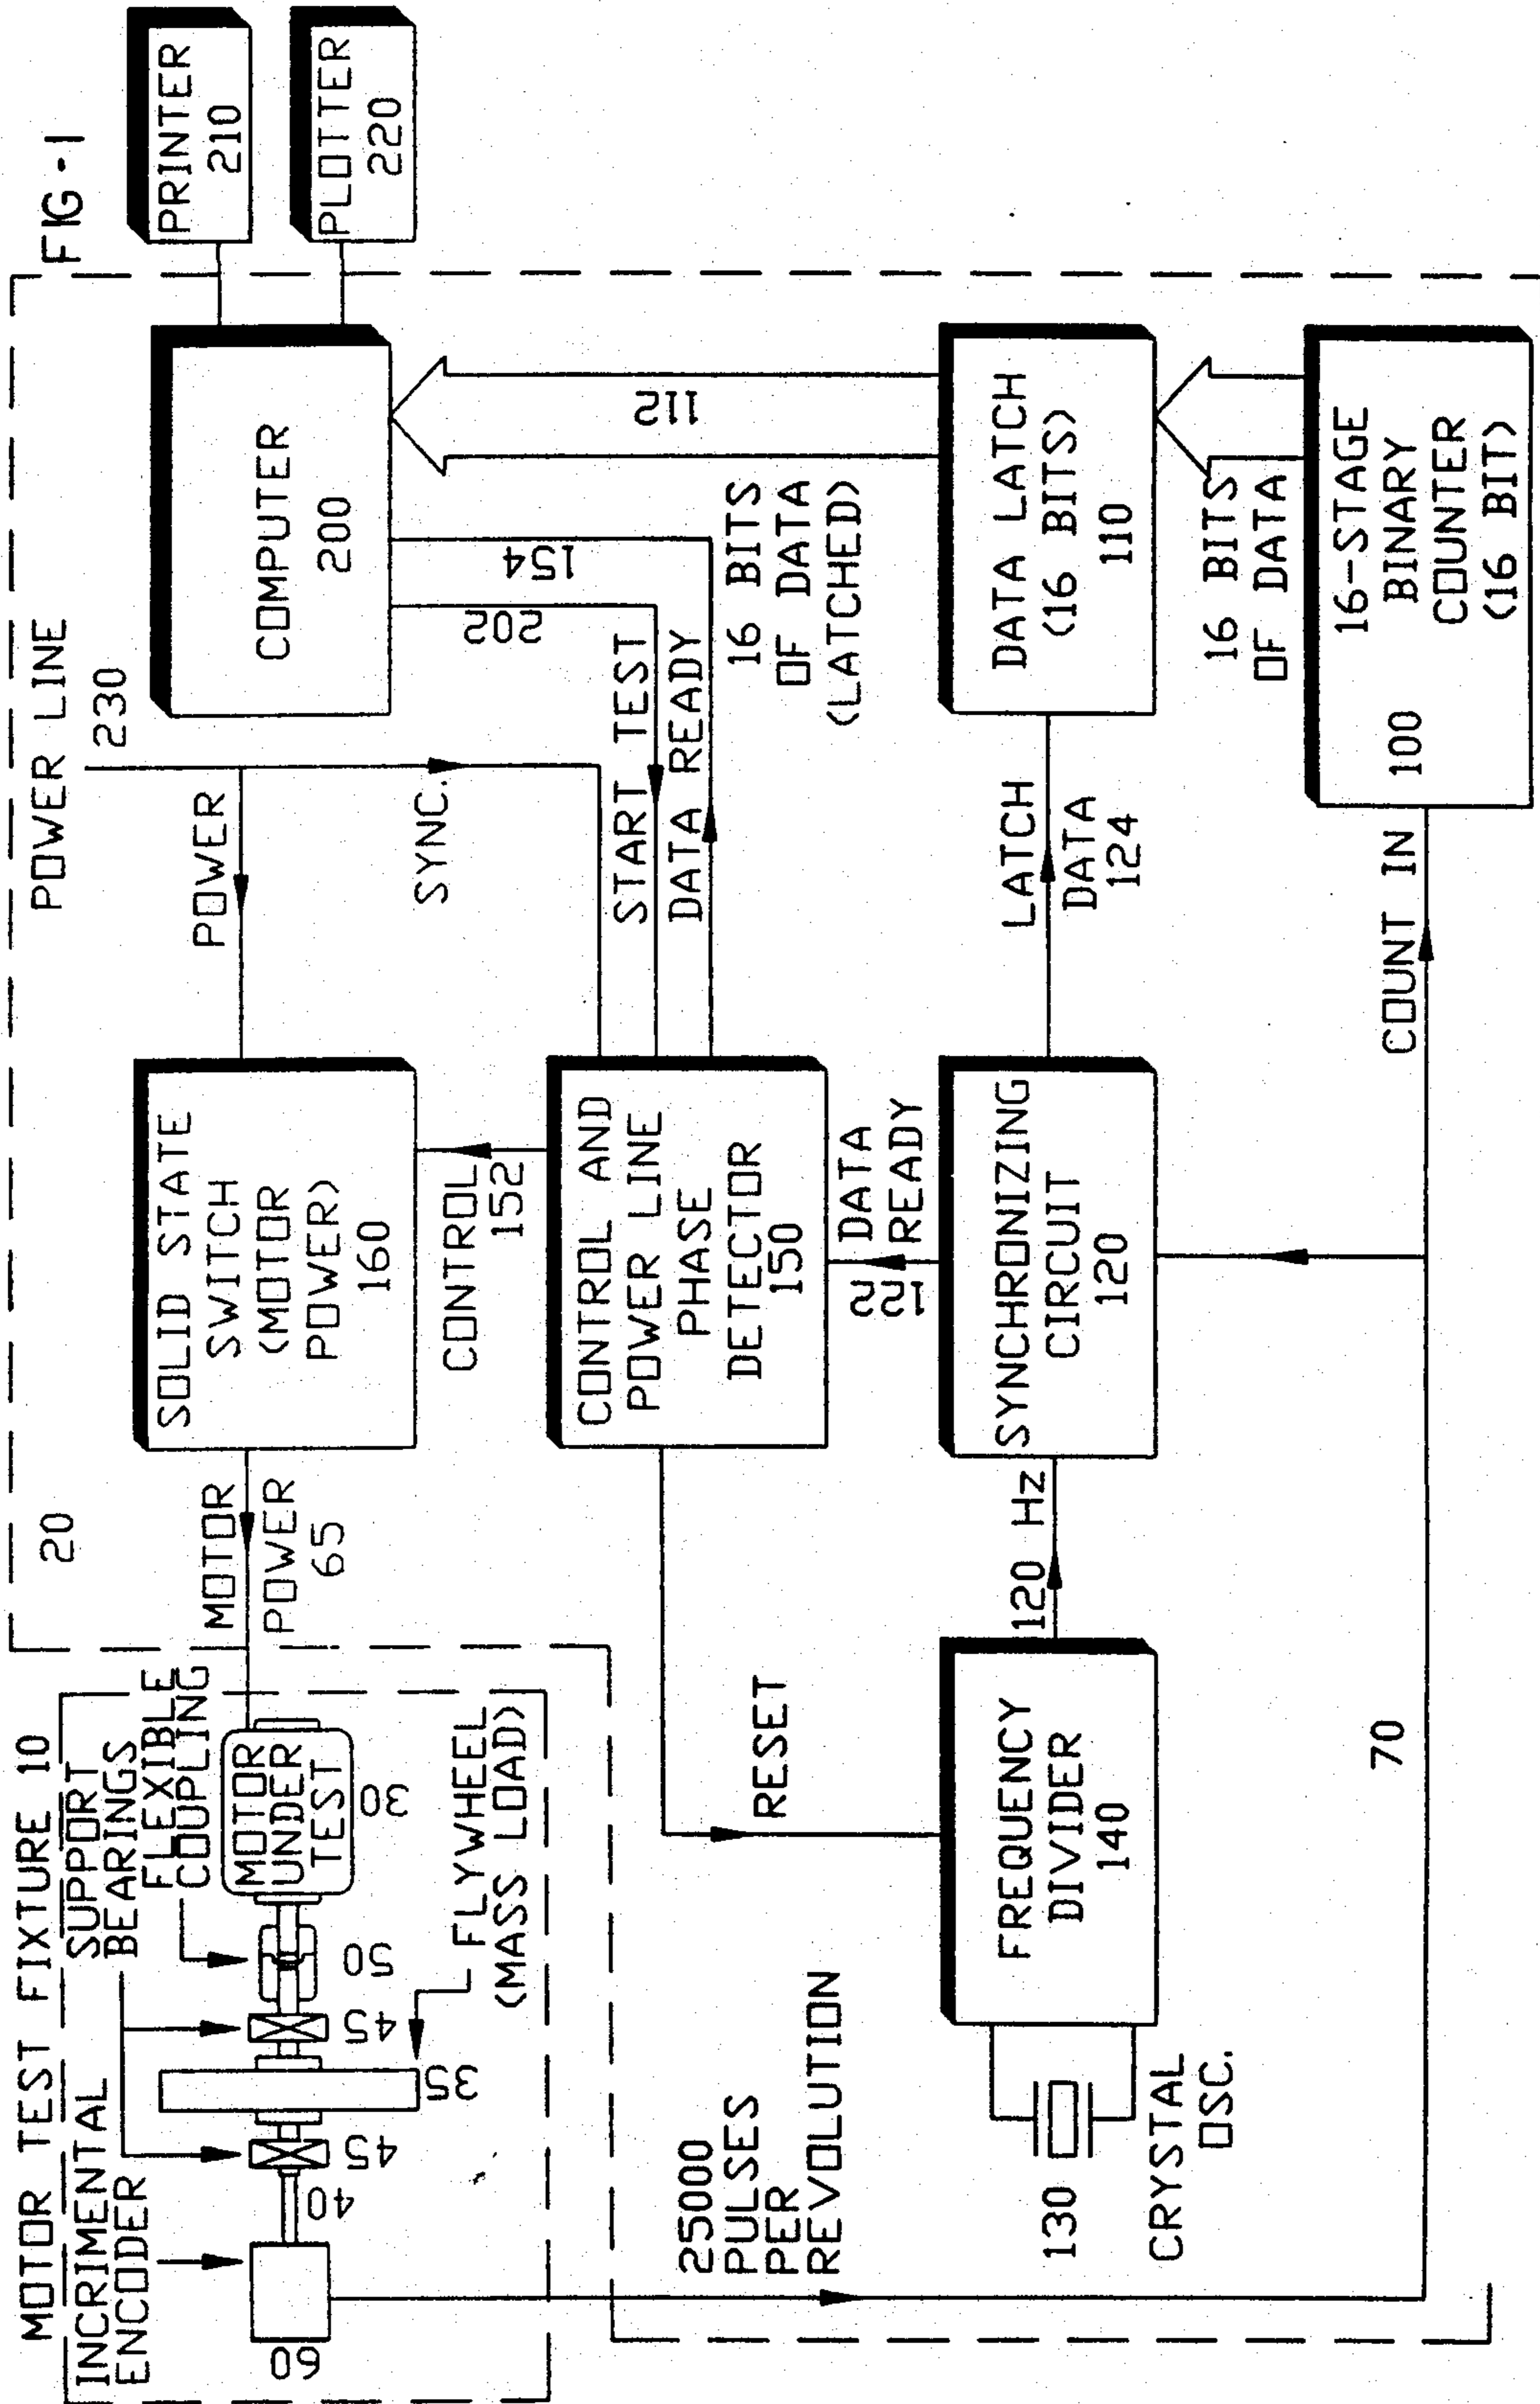 FIG-1
MOTOR TEST FIXTURE 10
INCRIMENTAL
ENCODER
SUPPORT
BEARINGS
FLEXIBLE
COUPLING
MOTOR
UNDER
TEST
30
50
45
35
45
40
60
FLYWHEEL
(MASS LOAD)
20
MOTOR
POWER
65
SOLID STATE
SWITCH
(MOTOR
POWER)
160
POWER
POWER LINE
230
SYNC.
COMPUTER
200
PRINTER
210
PLOTTER
220
CONTROL
152
CONTROL AND
POWER LINE
PHASE
DETECTOR
150
START TEST
202
DATA READY
154
16 BITS
OF DATA
(LATCHED)
112
RESET
122
DATA
READY
25000
PULSES
PER
REVOLUTION
130
CRYSTAL
OSC.
FREQUENCY
DIVIDER
140
120 Hz
SYNCHRONIZING
CIRCUIT
120
LATCH
DATA
124
DATA LATCH
(16 BITS)
110
16 BITS
OF DATA
70
COUNT IN
100
16-STAGE
BINARY
COUNTER
(16 BIT)